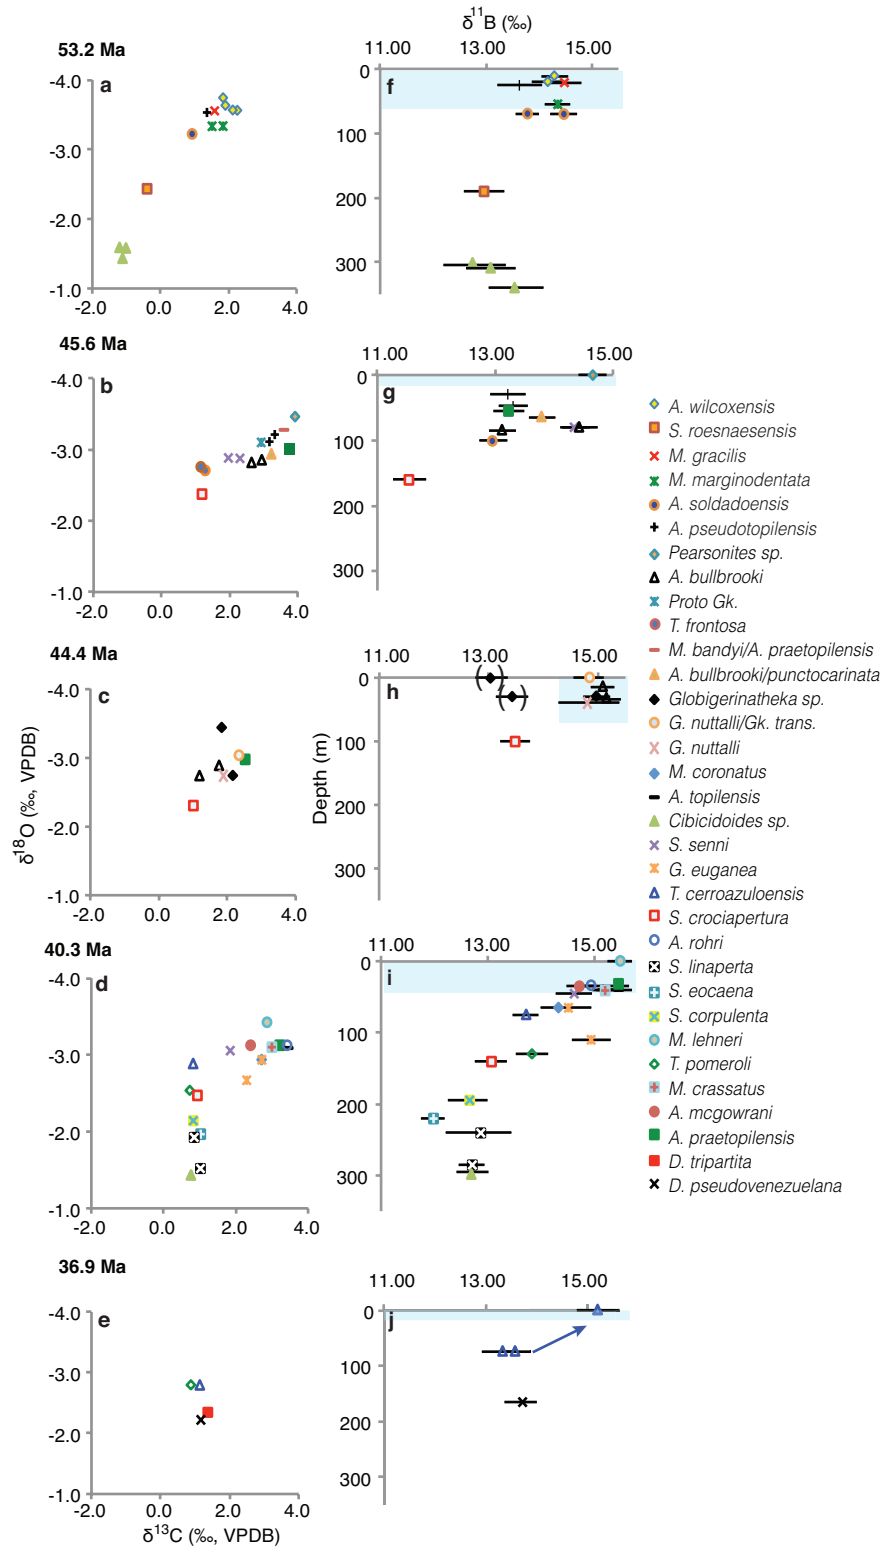 δ11B (‰)
53.2 Ma
11.00 13.00 15.00
a
f
-4.0
-3.0
-2.0
-1.0
-2.0 0.0 2.0 4.0
0
100
200
300
45.6 Ma
11.00 13.00 15.00
b
g
-4.0
-3.0
-2.0
-1.0
-2.0 0.0 2.0 4.0
0
100
200
300
44.4 Ma
11.00 13.00 15.00
c
h
( )
( )
-4.0
-3.0
-2.0
-1.0
-2.0 0.0 2.0 4.0
δ18O (‰, VPDB)
Depth (m)
0
100
200
300
40.3 Ma
11.00 13.00 15.00
d
i
-4.0
-3.0
-2.0
-1.0
-2.0 0.0 2.0 4.0
0
100
200
300
36.9 Ma
11.00 13.00 15.00
e
j
-4.0
-3.0
-2.0
-1.0
-2.0 0.0 2.0 4.0
δ13C (‰, VPDB)
0
100
200
300
A. wilcoxensis
S. roesnaesensis
M. gracilis
M. marginodentata
A. soldadoensis
A. pseudotopilensis
Pearsonites sp.
A. bullbrooki
Proto Gk.
T. frontosa
M. bandyi/A. praetopilensis
A. bullbrooki/punctocarinata
Globigerinatheka sp.
G. nuttalli/Gk. trans.
G. nuttalli
M. coronatus
A. topilensis
Cibicidoides sp.
S. senni
G. euganea
T. cerroazuloensis
S. crociapertura
A. rohri
S. linaperta
S. eocaena
S. corpulenta
M. lehneri
T. pomeroli
M. crassatus
A. mcgowrani
A. praetopilensis
D. tripartita
D. pseudovenezuelana